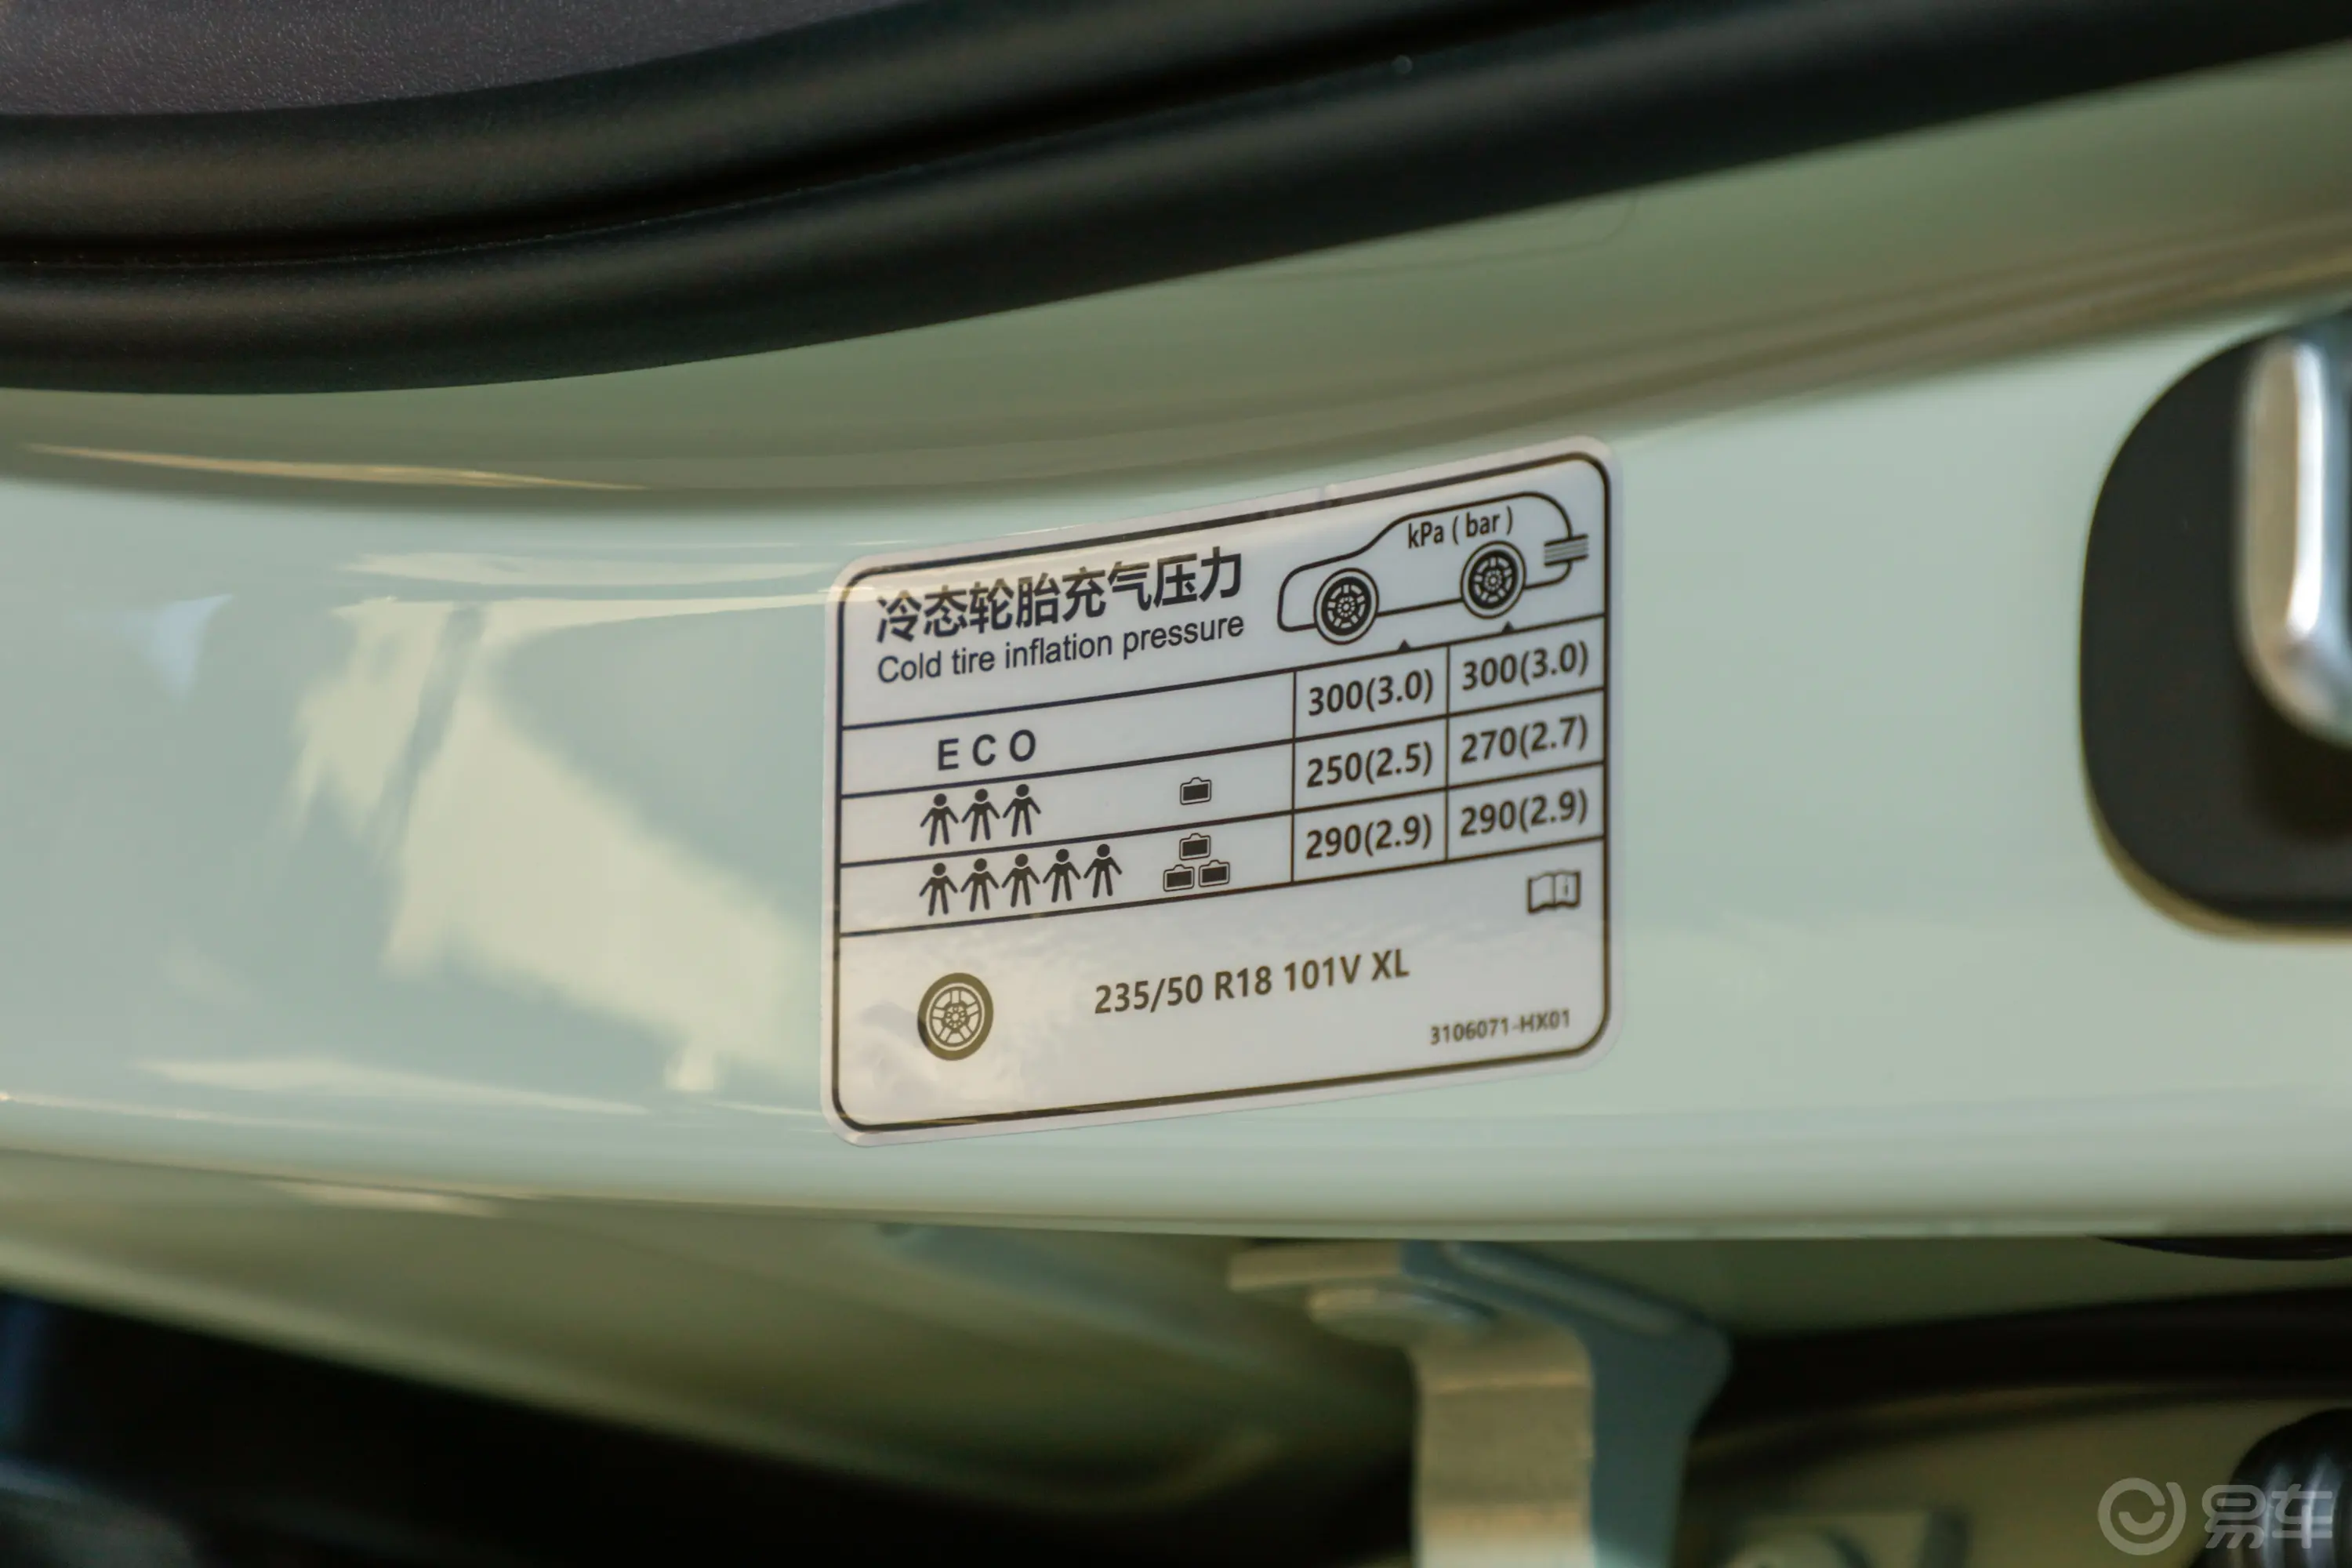 冷态轮胎充气压力
Cold tire inflation pressure
kPa ( bar )
ECO 300(3.0) 300(3.0)
250(2.5) 270(2.7)
290(2.9) 290(2.9)
235/50 R18 101V XL
3106071-HX01
易车